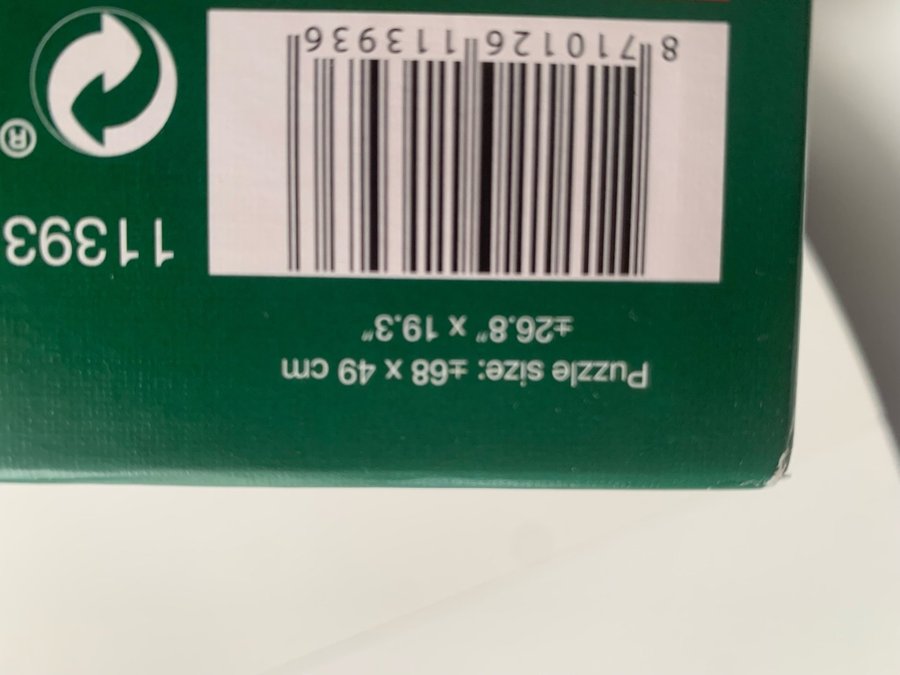 Puzzle size: ±68 x 49 cm
±26.8" x 19.3"
11393
®
8 710126 113936